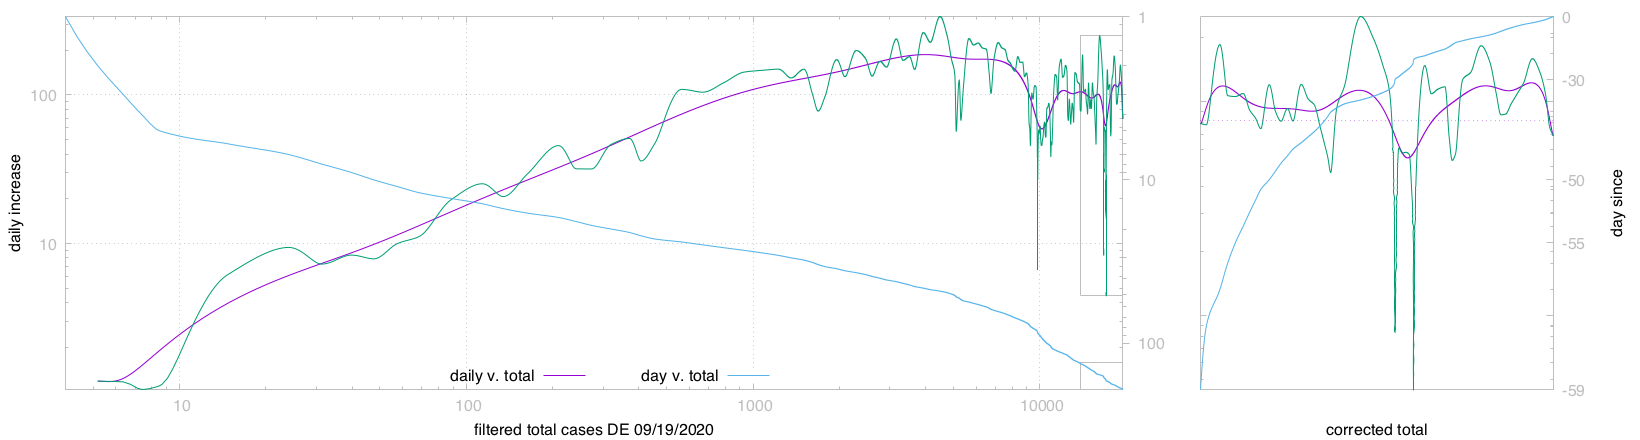 1
0
100
-30
daily increase
10
-50
day since
10
-55
100
daily v. total
day v. total
-59
10
100
1000
10000
filtered total cases DE 09/19/2020
corrected total